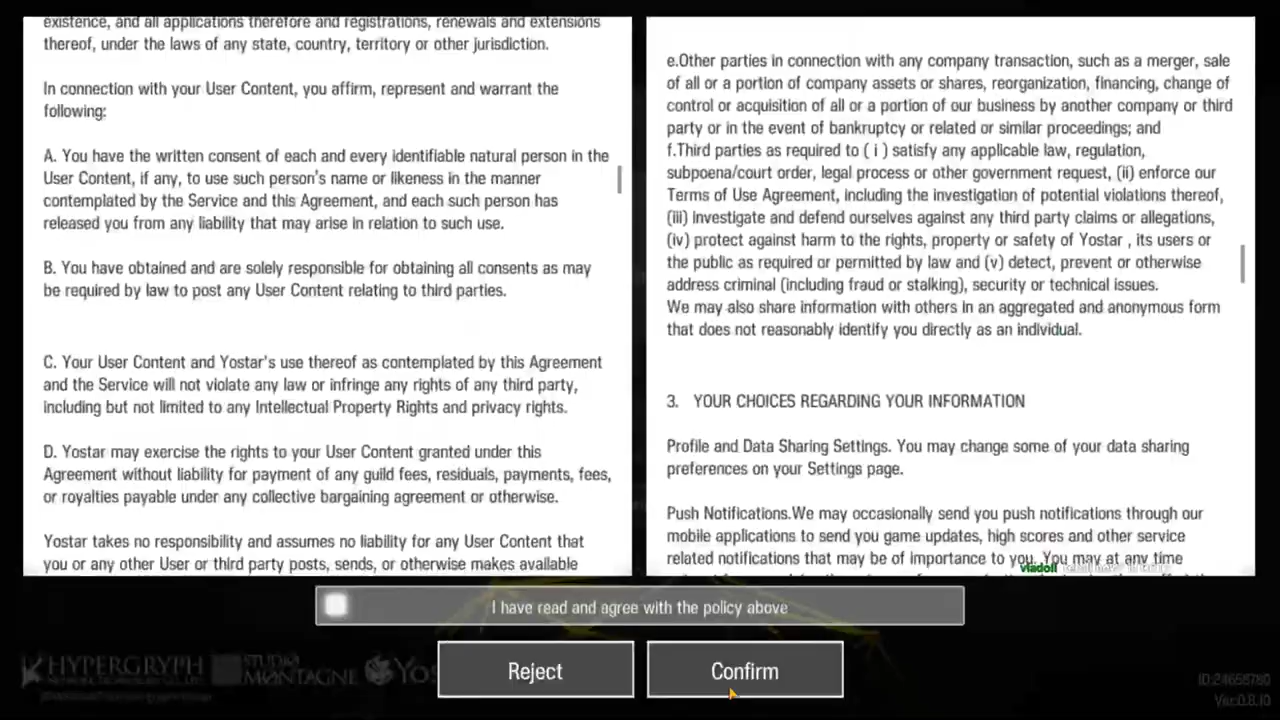 existence, and all applications therefore and registrations, renewals and extensions
thereof, under the laws of any state, country, territory or other jurisdiction.
In connection with your User Content, you affirm, represent and warrant the
following:
A. You have the written consent of each and every identifiable natural person in the
User Content, if any, to use such person's name or likeness in the manner
contemplated by the Service and this Agreement, and each such person has
released you from any liability that may arise in relation to such use.
B. You have obtained and are solely responsible for obtaining all consents as may
be required by law to post any User Content relating to third parties.
C. Your User Content and Yostar's use thereof as contemplated by this Agreement
and the Service will not violate any law or infringe any rights of any third party,
including but not limited to any Intellectual Property Rights and privacy rights.
D. Yostar may exercise the rights to your User Content granted under this
Agreement without liability for payment of any guild fees, residuals, payments, fees,
or royalties payable under any collective bargaining agreement or otherwise.
Yostar takes no responsibility and assumes no liability for any User Content that
you or any other User or third party posts, sends, or otherwise makes available
e.Other parties in connection with any company transaction, such as a merger, sale
of all or a portion of company assets or shares, reorganization, financing, change of
control or acquisition of all or a portion of our business by another company or third
party or in the event of bankruptcy or related or similar proceedings; and
f.Third parties as required to ( i ) satisfy any applicable law, regulation,
subpoena/court order, legal process or other government request, (ii) enforce our
Terms of Use Agreement, including the investigation of potential violations thereof,
(iii) investigate and defend ourselves against any third party claims or allegations,
(iv) protect against harm to the rights, property or safety of Yostar , its users or
the public as required or permitted by law and (v) detect, prevent or otherwise
address criminal (including fraud or stalking), security or technical issues.
We may also share information with others in an aggregated and anonymous form
that does not reasonably identify you directly as an individual.
3. YOUR CHOICES REGARDING YOUR INFORMATION
Profile and Data Sharing Settings. You may change some of your data sharing
preferences on your Settings page.
Push Notifications.We may occasionally send you push notifications through our
mobile applications to send you game updates, high scores and other service
related notifications that may be of importance to you. You may at any time
viadoll
I have read and agree with the policy above
Reject
Confirm
HYPERGRYPH
STUDIO
MONTAGNE
Yos
ID:24656780
Ver:0.8.10